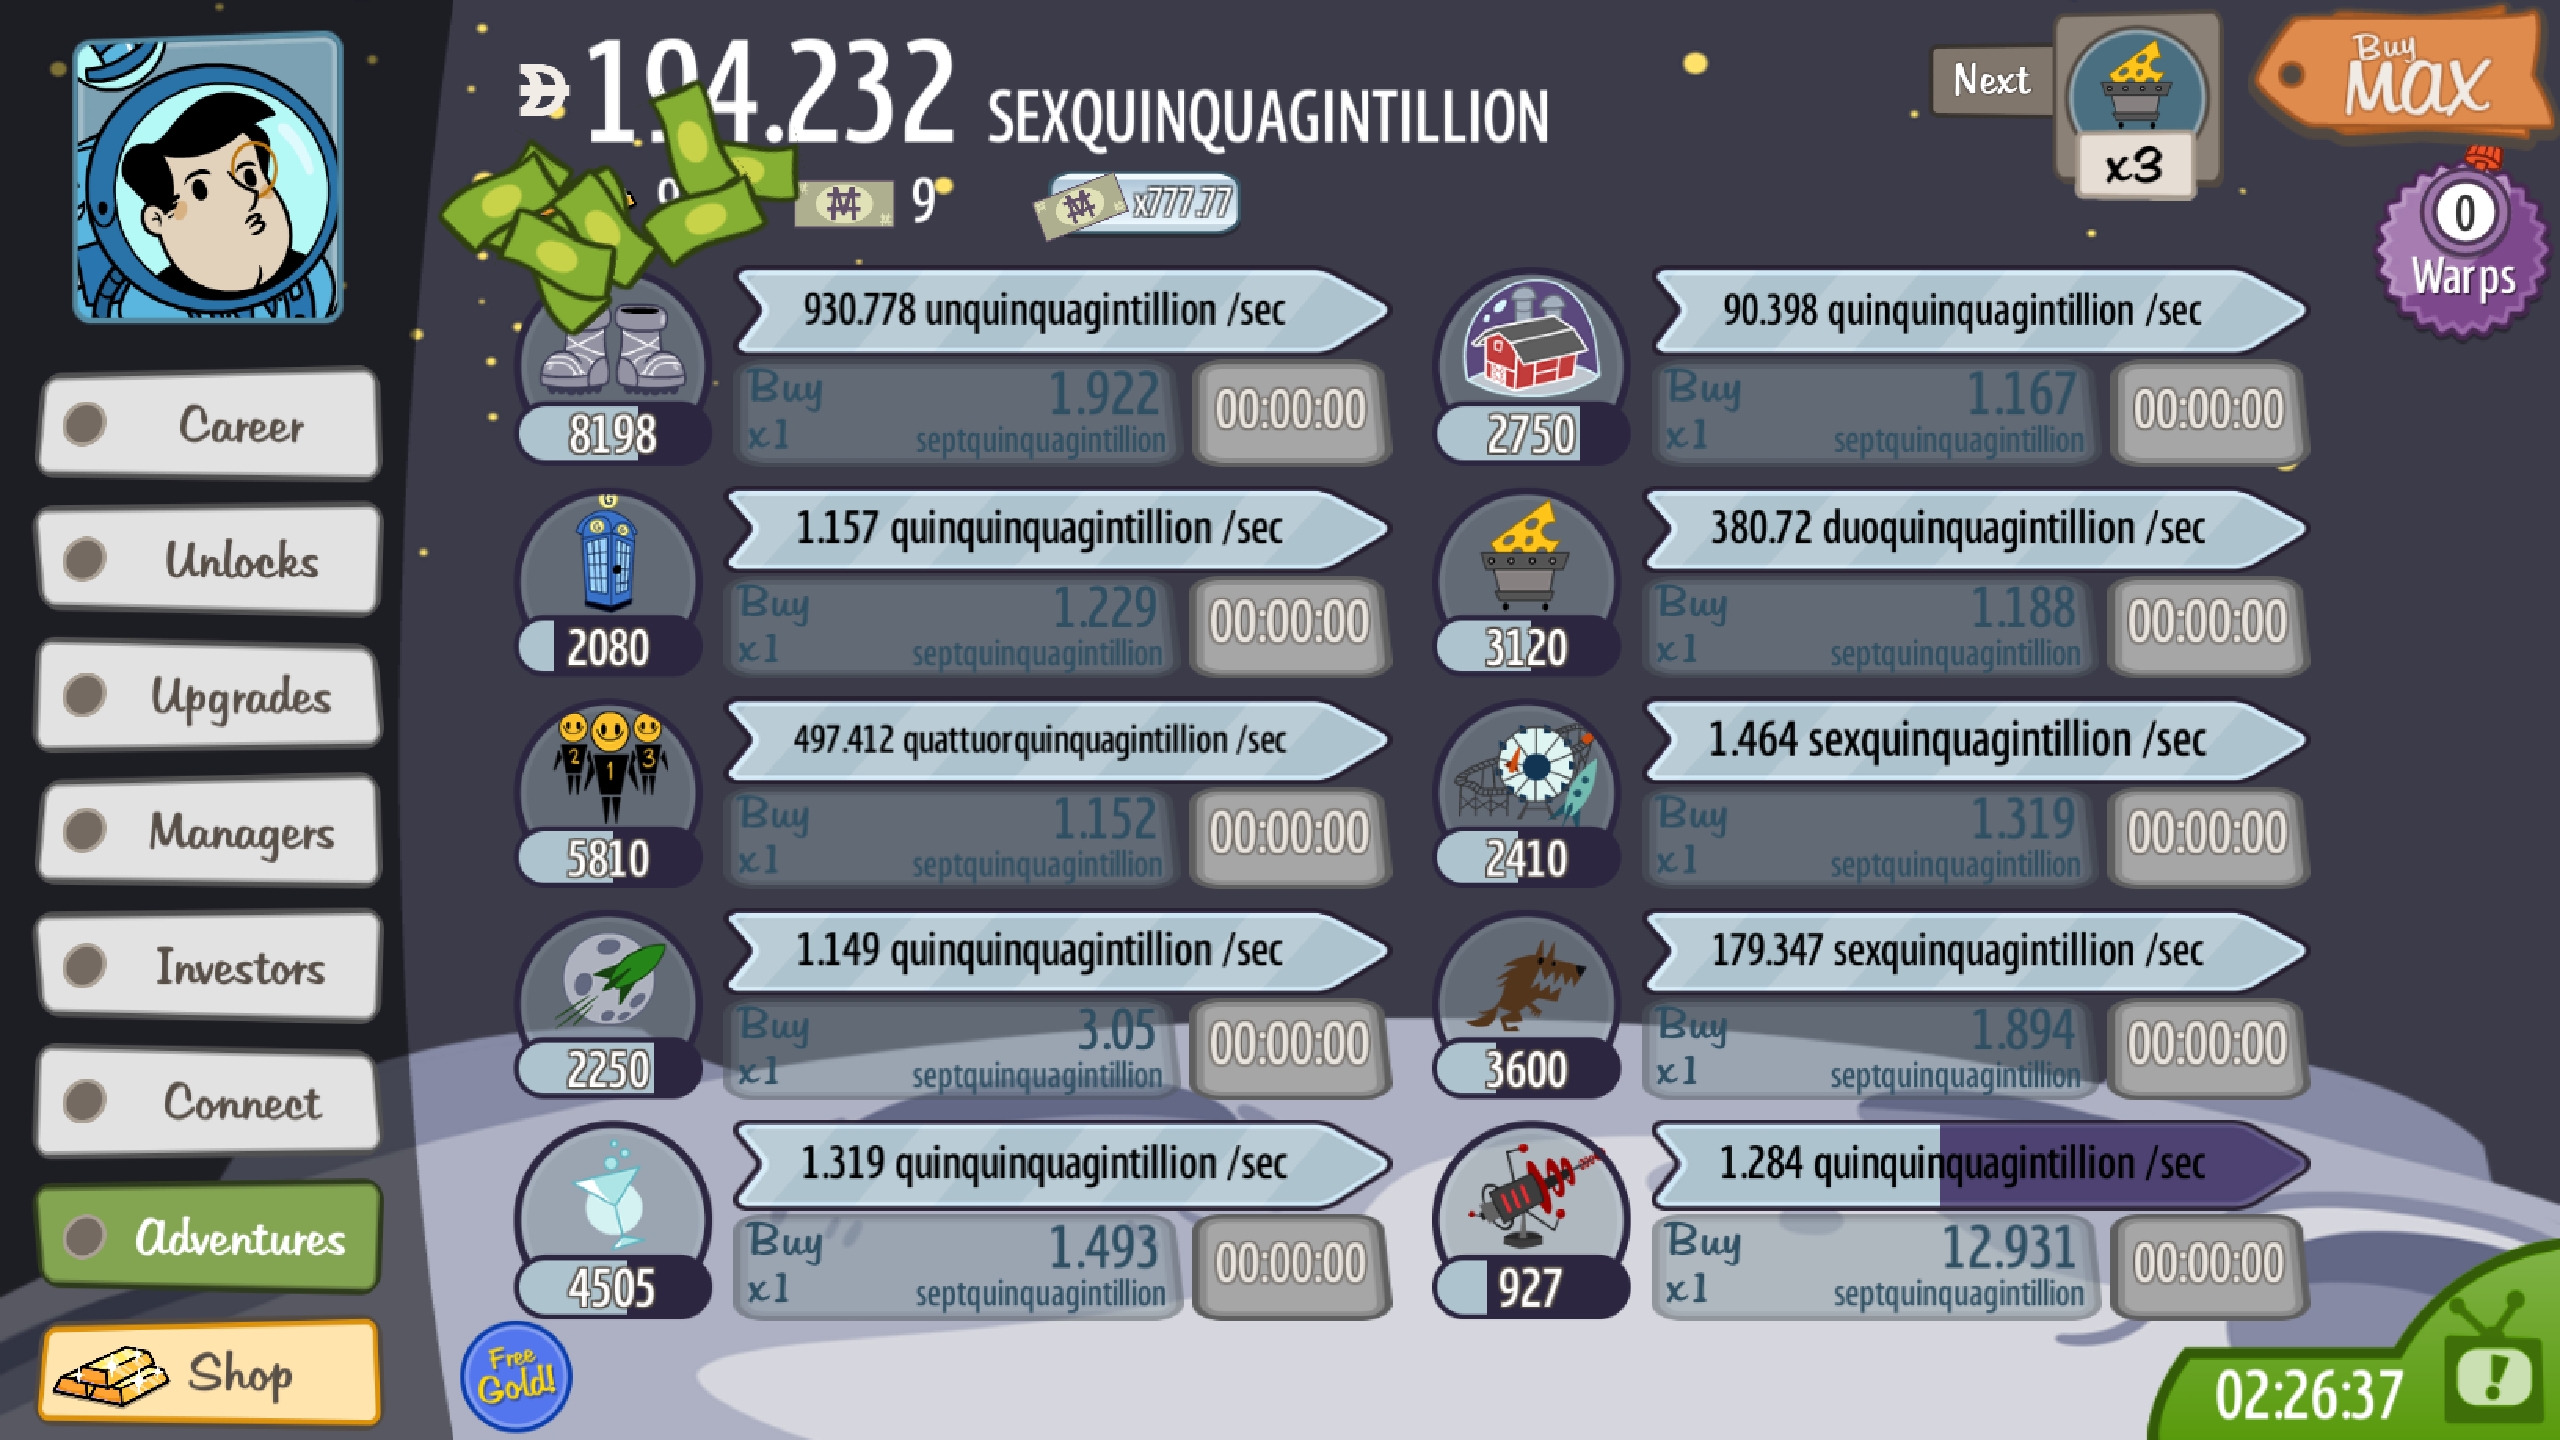 194.232 SEXQUINQUAGINTILLION
Next
x3
Buy
MAX
9
x777.77
0
Warps
Career
Unlocks
Upgrades
Managers
Investors
Connect
Adventures
Shop
930.778 unquinquagintillion /sec
8198
Buy
x1
1.922
septquinquagintillion
00:00:00
90.398 quinquinquagintillion /sec
2750
Buy
x1
1.167
septquinquagintillion
00:00:00
G
1.157 quinquinquagintillion /sec
2080
Buy
x1
1.229
septquinquagintillion
00:00:00
380.72 duoquinquagintillion /sec
3120
Buy
x1
1.188
septquinquagintillion
00:00:00
2 1 3
497.412 quattuorquinquagintillion /sec
5810
Buy
x1
1.152
septquinquagintillion
00:00:00
1.464 sexquinquagintillion /sec
2410
Buy
x1
1.319
septquinquagintillion
00:00:00
1.149 quinquinquagintillion /sec
2250
Buy
x1
3.05
septquinquagintillion
00:00:00
179.347 sexquinquagintillion /sec
3600
Buy
x1
1.894
septquinquagintillion
00:00:00
1.319 quinquinquagintillion /sec
4505
Buy
x1
1.493
septquinquagintillion
00:00:00
1.284 quinquinquagintillion /sec
927
Buy
x1
12.931
septquinquagintillion
00:00:00
Free
Gold!
02:26:37
!